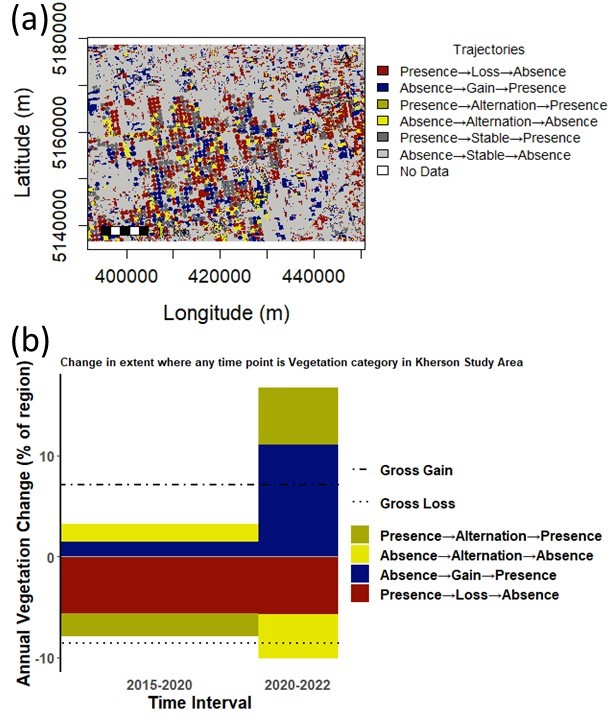 (a)
5180000
5160000
5140000
Latitude (m)
400000 420000 440000
Longitude (m)
Trajectories
Presence→Loss→Absence
Absence→Gain→Presence
Presence→Alternation→Presence
Absence→Alternation→Absence
Presence→Stable→Presence
Absence→Stable→Absence
No Data
(b)
Change in extent where any time point is Vegetation category in Kherson Study Area
Annual Vegetation Change (% of region)
10
0
-10
2015-2020 2020-2022
Time Interval
Gross Gain
Gross Loss
Presence→Alternation→Presence
Absence→Alternation→Absence
Absence→Gain→Presence
Presence→Loss→Absence